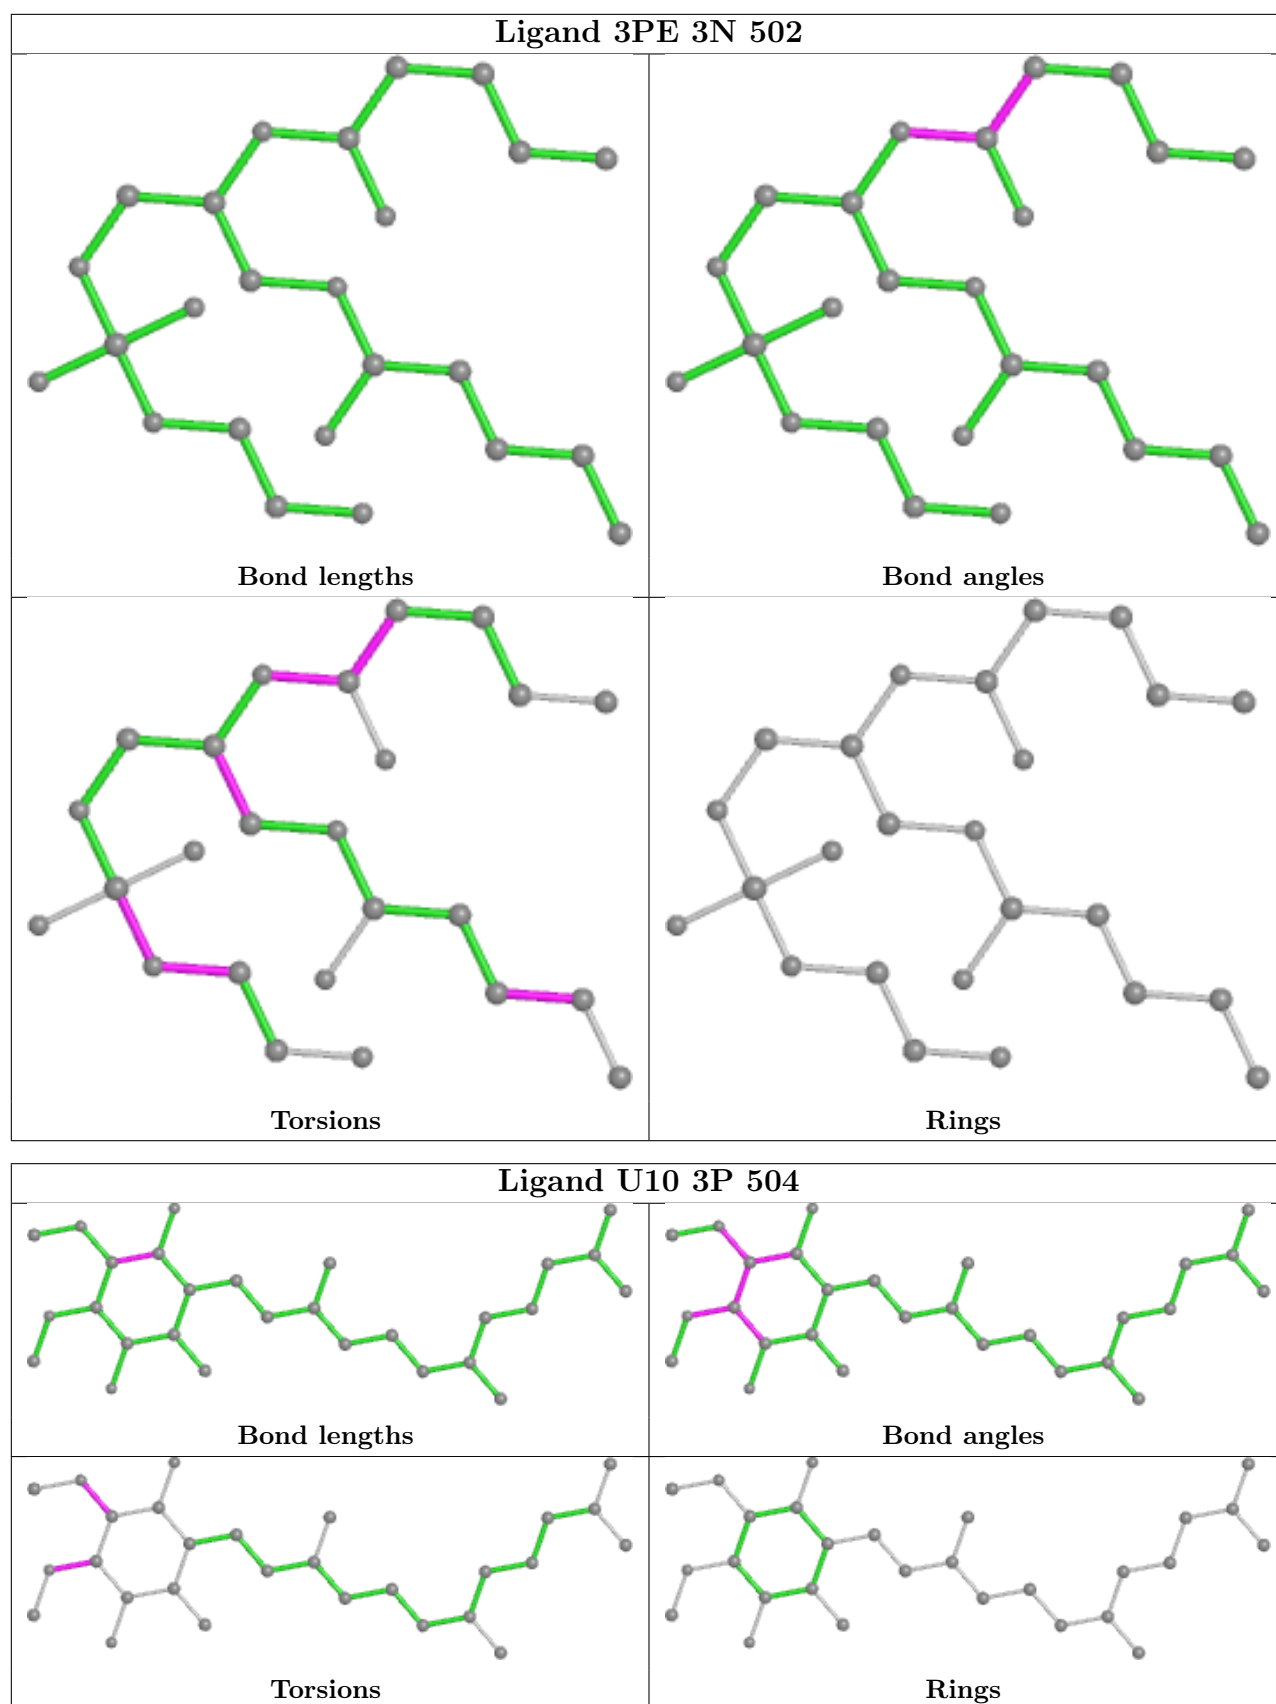 Ligand 3PE 3N 502
Bond lengths
Bond angles
Torsions
Rings
Ligand U10 3P 504
Bond lengths
Bond angles
Torsions
Rings